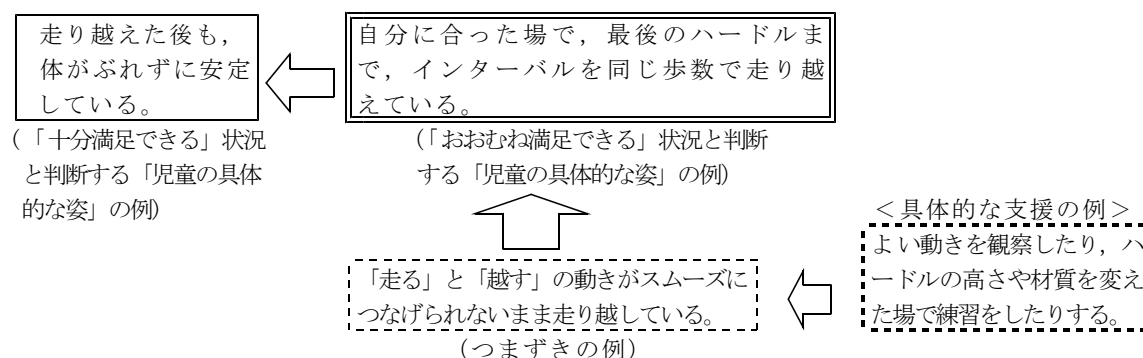 走り越えた後も，
体がぶれずに安定
している。
（「十分満足できる」状況
と判断する「児童の具体
的な姿」の例）
自分に合った場で，最後のハードルま
で，インターバルを同じ歩数で走り越
えている。
（「おおむね満足できる」状況と判断
する「児童の具体的な姿」の例）
「走る」と「越す」の動きがスムーズに
つなげられないまま走り越している。
（つまずきの例）
＜具体的な支援の例＞
よい動きを観察したり，ハ
ードルの高さや材質を変え
た場で練習をしたりする。